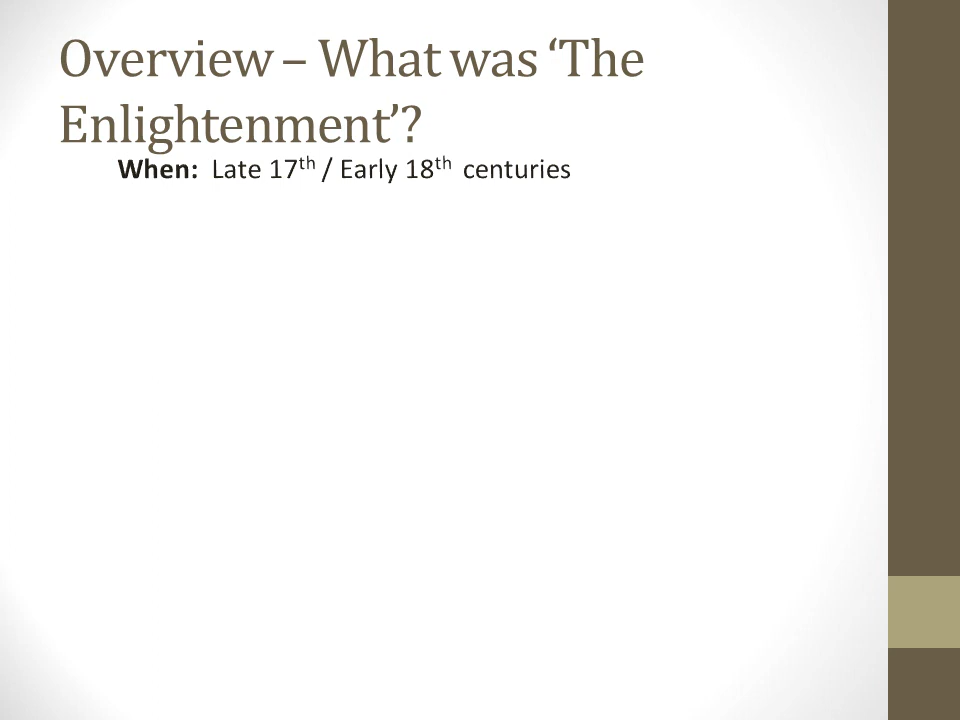 Overview – What was ‘The
Enlightenment’?
When: Late 17th / Early 18th centuries